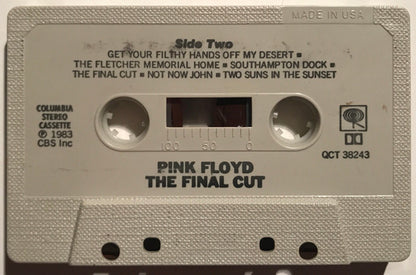 MADE IN USA
Side Two
GET YOUR FILTHY HANDS OFF MY DESERT ▪
THE FLETCHER MEMORIAL HOME ▪ SOUTHAMPTON DOCK ▪
THE FINAL CUT ▪ NOT NOW JOHN ▪ TWO SUNS IN THE SUNSET
COLUMBIA
STEREO
CASSETTE
℗ 1983
CBS Inc
100 50 0
QCT 38243
PINK FLOYD
THE FINAL CUT